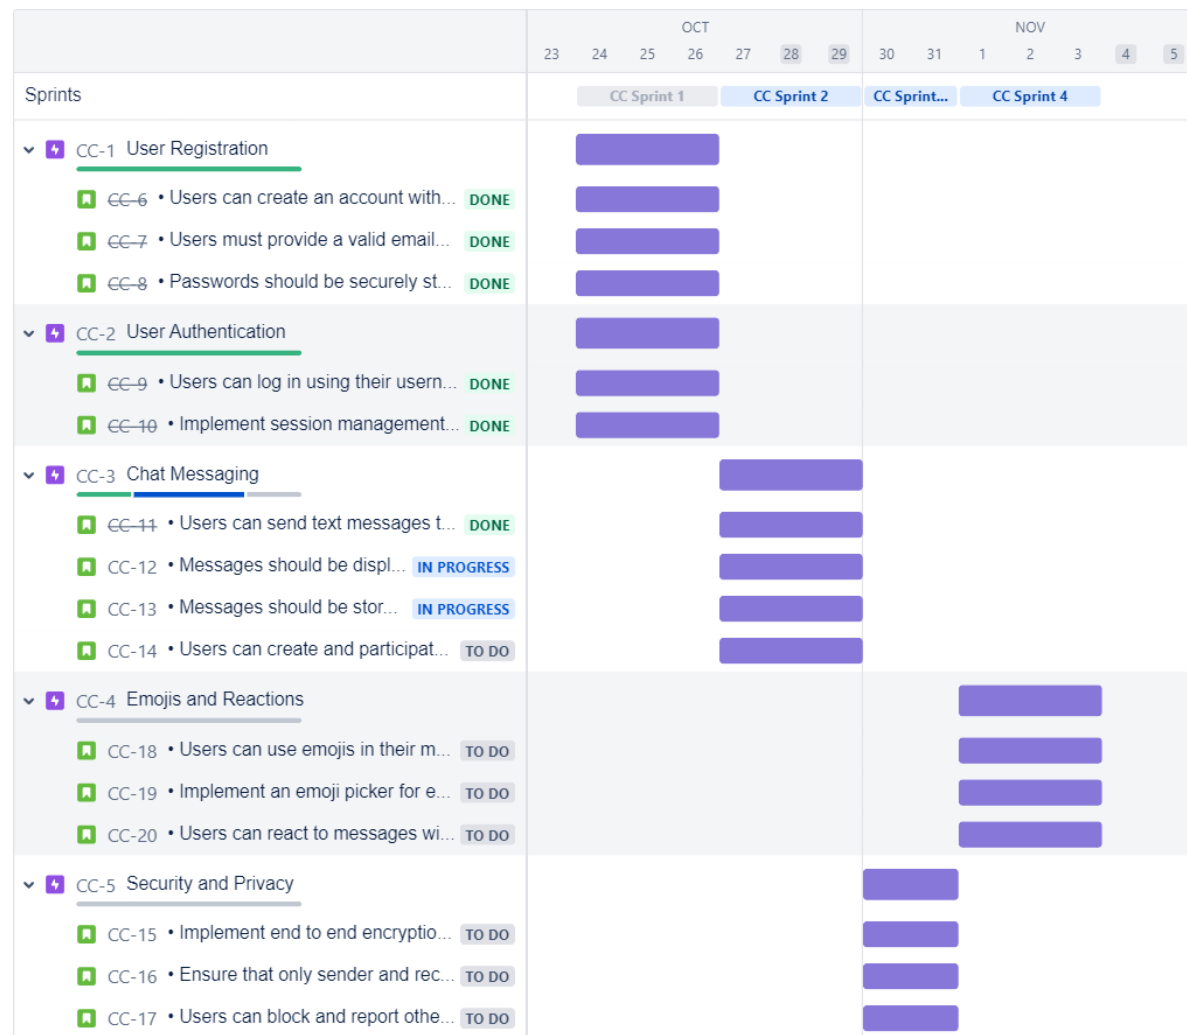 OCT NOV
23 24 25 26 27 28 29 30 31 1 2 3 4 5
Sprints CC Sprint 1 CC Sprint 2 CC Sprint... CC Sprint 4
CC-1 User Registration
CC-6 • Users can create an account with... DONE
CC-7 • Users must provide a valid email... DONE
CC-8 • Passwords should be securely st... DONE
CC-2 User Authentication
CC-9 • Users can log in using their usern... DONE
CC-10 • Implement session management... DONE
CC-3 Chat Messaging
CC-11 • Users can send text messages t... DONE
CC-12 • Messages should be displ... IN PROGRESS
CC-13 • Messages should be stor... IN PROGRESS
CC-14 • Users can create and participat... TO DO
CC-4 Emojis and Reactions
CC-18 • Users can use emojis in their m... TO DO
CC-19 • Implement an emoji picker for e... TO DO
CC-20 • Users can react to messages wi... TO DO
CC-5 Security and Privacy
CC-15 • Implement end to end encryptio... TO DO
CC-16 • Ensure that only sender and rec... TO DO
CC-17 • Users can block and report othe... TO DO